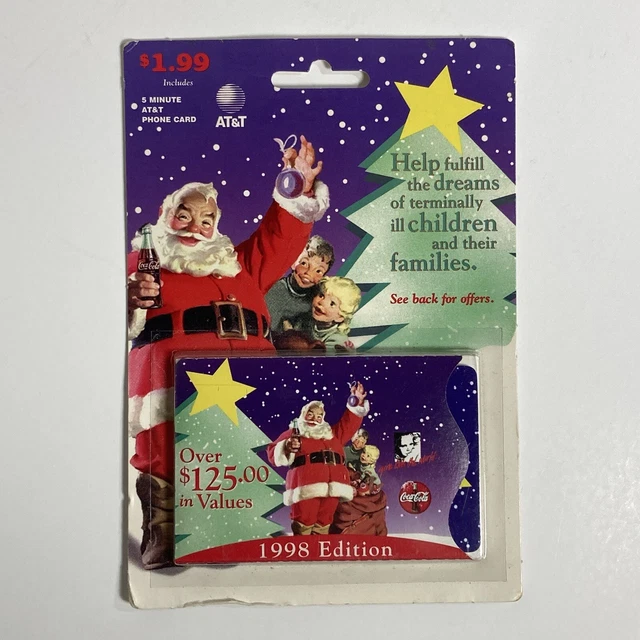 $1.99
Includes
5 MINUTE
AT&T
PHONE CARD
AT&T
Help fulfill
the dreams
of terminally
ill children
and their
families.
See back for offers.
Coca-Cola
Over
$125.00
in Values
Coca-Cola
1998 Edition